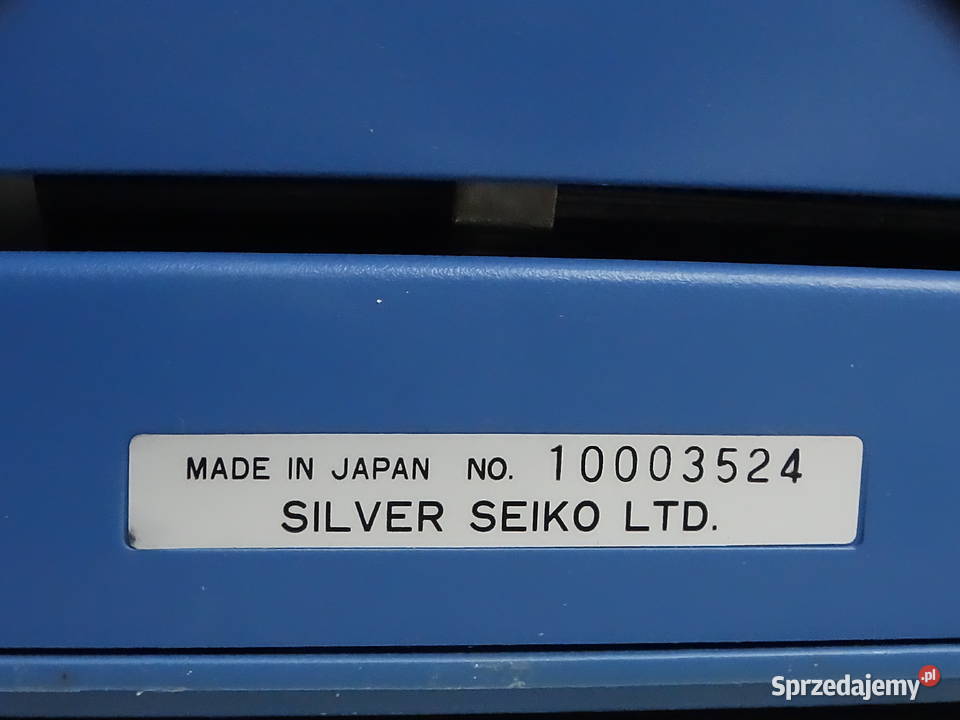 MADE IN JAPAN NO. 10003524
SILVER SEIKO LTD.
Sprzedajemy.pl